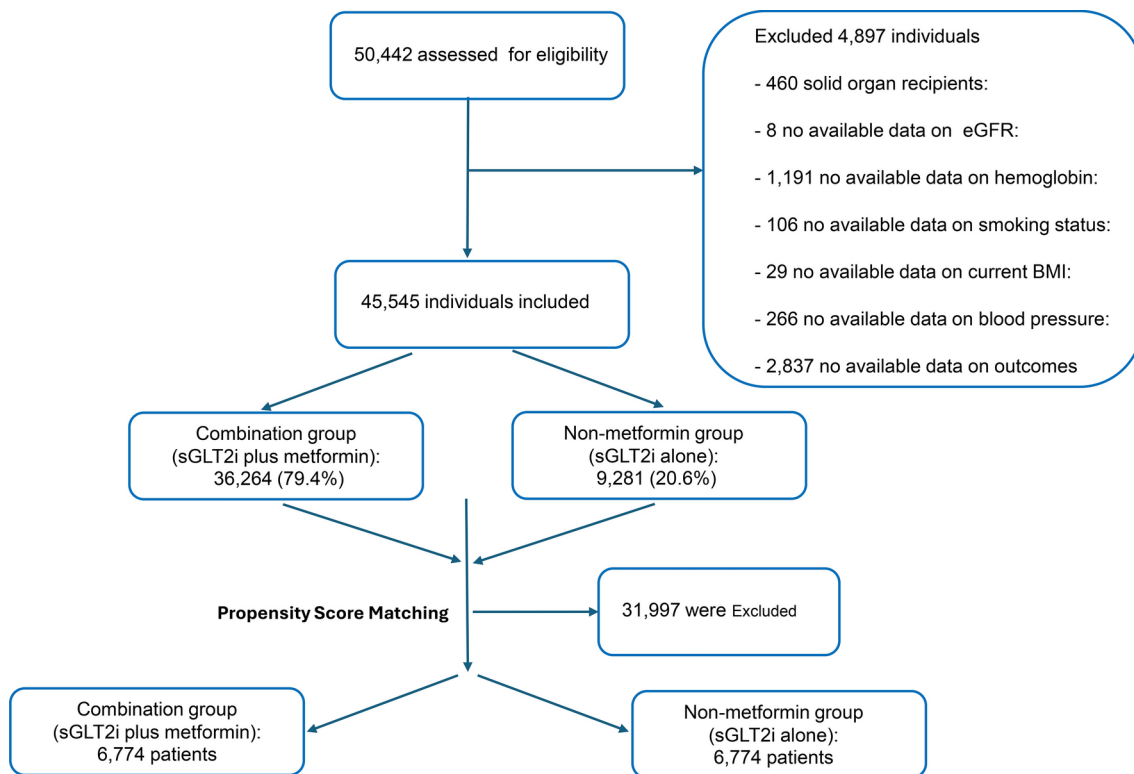 50,442 assessed for eligibility
Excluded 4,897 individuals
- 460 solid organ recipients:
- 8 no available data on eGFR:
- 1,191 no available data on hemoglobin:
- 106 no available data on smoking status:
- 29 no available data on current BMI:
- 266 no available data on blood pressure:
- 2,837 no available data on outcomes
45,545 individuals included
Combination group
(sGLT2i plus metformin):
36,264 (79.4%)
Non-metformin group
(sGLT2i alone):
9,281 (20.6%)
Propensity Score Matching
31,997 were Excluded
Combination group
(sGLT2i plus metformin):
6,774 patients
Non-metformin group
(sGLT2i alone):
6,774 patients